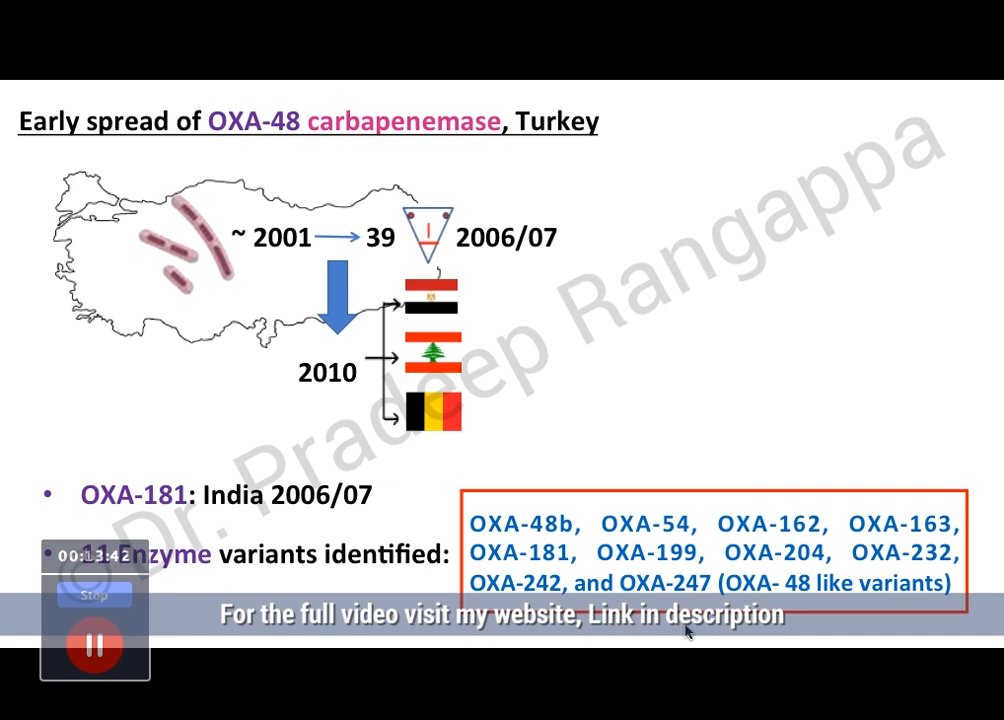 Early spread of OXA-48 carbapenemase, Turkey
~ 2001 39 2006/07
2010
© Dr. Pradeep Rangappa
• OXA-181: India 2006/07
• 11 Enzyme variants identified:
OXA-48b, OXA-54, OXA-162, OXA-163,
OXA-181, OXA-199, OXA-204, OXA-232,
OXA-242, and OXA-247 (OXA- 48 like variants)
00:13:42
Stop
For the full video visit my website, Link in description